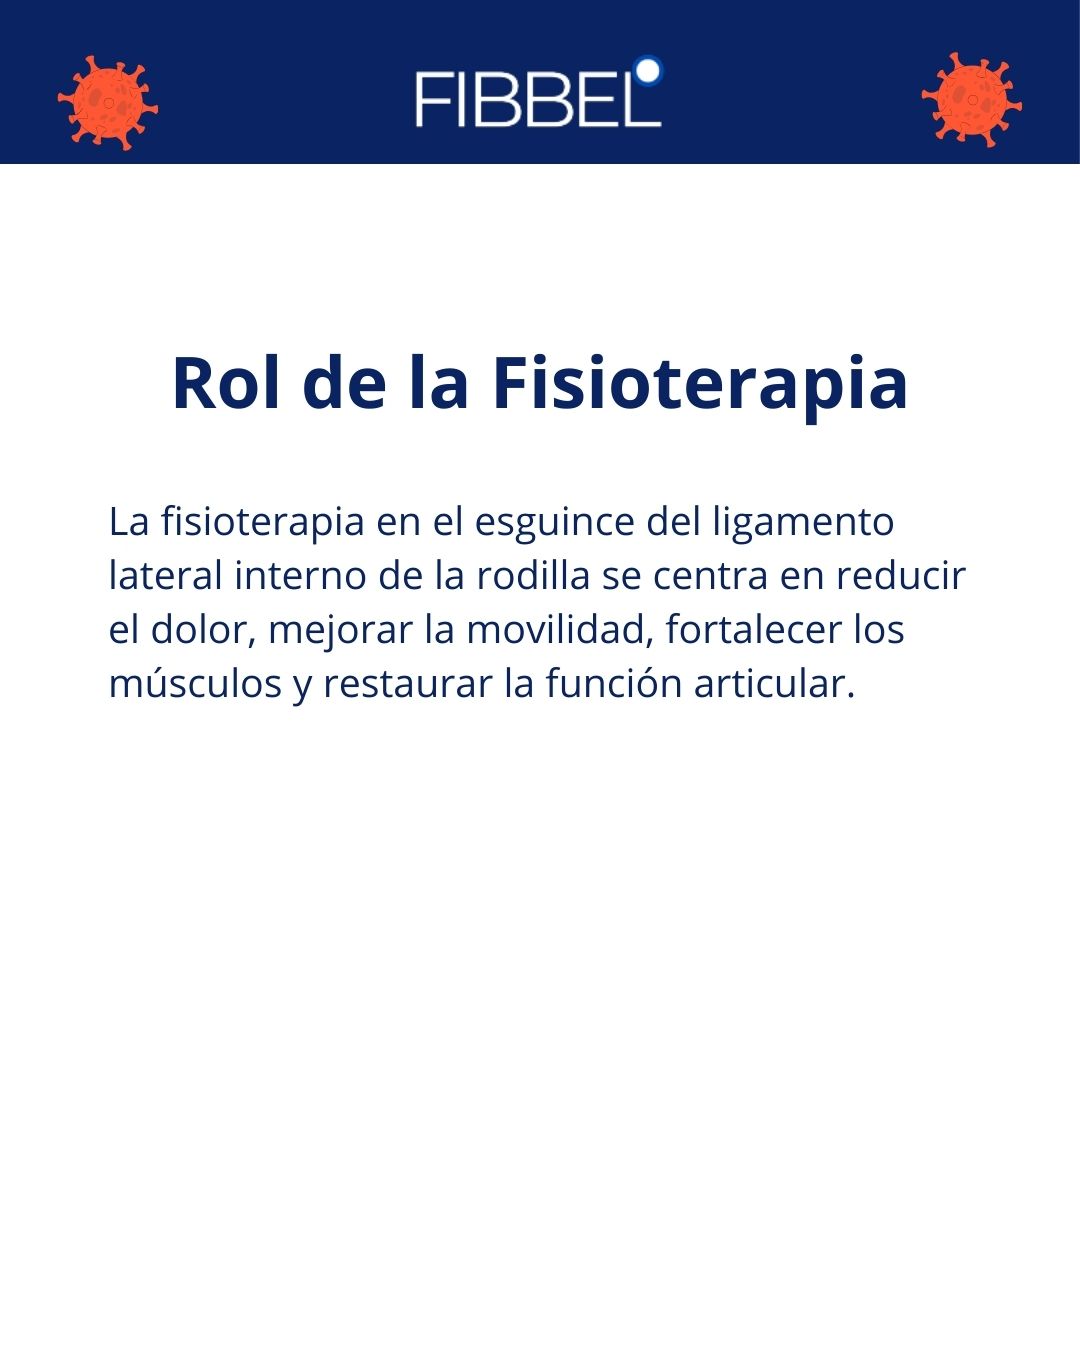 FIBBEL
Rol de la Fisioterapia
La fisioterapia en el esguince del ligamento
lateral interno de la rodilla se centra en reducir
el dolor, mejorar la movilidad, fortalecer los
músculos y restaurar la función articular.